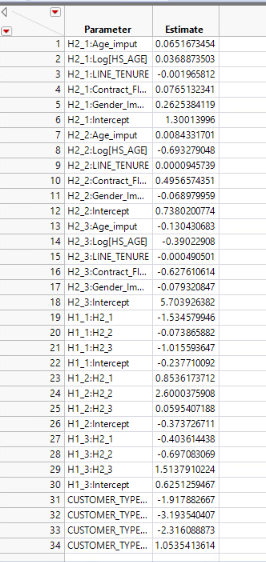 Parameter Estimate
1 H2_1:Age_imput 0.0651673454
2 H2_1:Log[HS_AGE] 0.0368873503
3 H2_1:LINE_TENURE -0.001965812
4 H2_1:Contract_Fl... 0.0765132341
5 H2_1:Gender_Im... 0.2625384119
6 H2_1:Intercept 1.30013996
7 H2_2:Age_imput 0.0084331701
8 H2_2:Log[HS_AGE] -0.693279048
9 H2_2:LINE_TENURE 0.0000945739
10 H2_2:Contract_Fl... 0.4956574351
11 H2_2:Gender_Im... -0.068979959
12 H2_2:Intercept 0.7380200774
13 H2_3:Age_imput -0.130430683
14 H2_3:Log[HS_AGE] -0.39022908
15 H2_3:LINE_TENURE -0.000490501
16 H2_3:Contract_Fl... -0.627610614
17 H2_3:Gender_Im... -0.079320847
18 H2_3:Intercept 5.703926382
19 H1_1:H2_1 -1.534579946
20 H1_1:H2_2 -0.073865882
21 H1_1:H2_3 -1.015593647
22 H1_1:Intercept -0.237710092
23 H1_2:H2_1 0.8536173712
24 H1_2:H2_2 2.6000375908
25 H1_2:H2_3 0.0595407188
26 H1_2:Intercept -0.373726711
27 H1_3:H2_1 -0.403614438
28 H1_3:H2_2 -0.697083069
29 H1_3:H2_3 1.5137910224
30 H1_3:Intercept 0.6251259467
31 CUSTOMER_TYPE... -1.917882667
32 CUSTOMER_TYPE... -3.193540407
33 CUSTOMER_TYPE... -2.316088873
34 CUSTOMER_TYPE... 1.0535413614